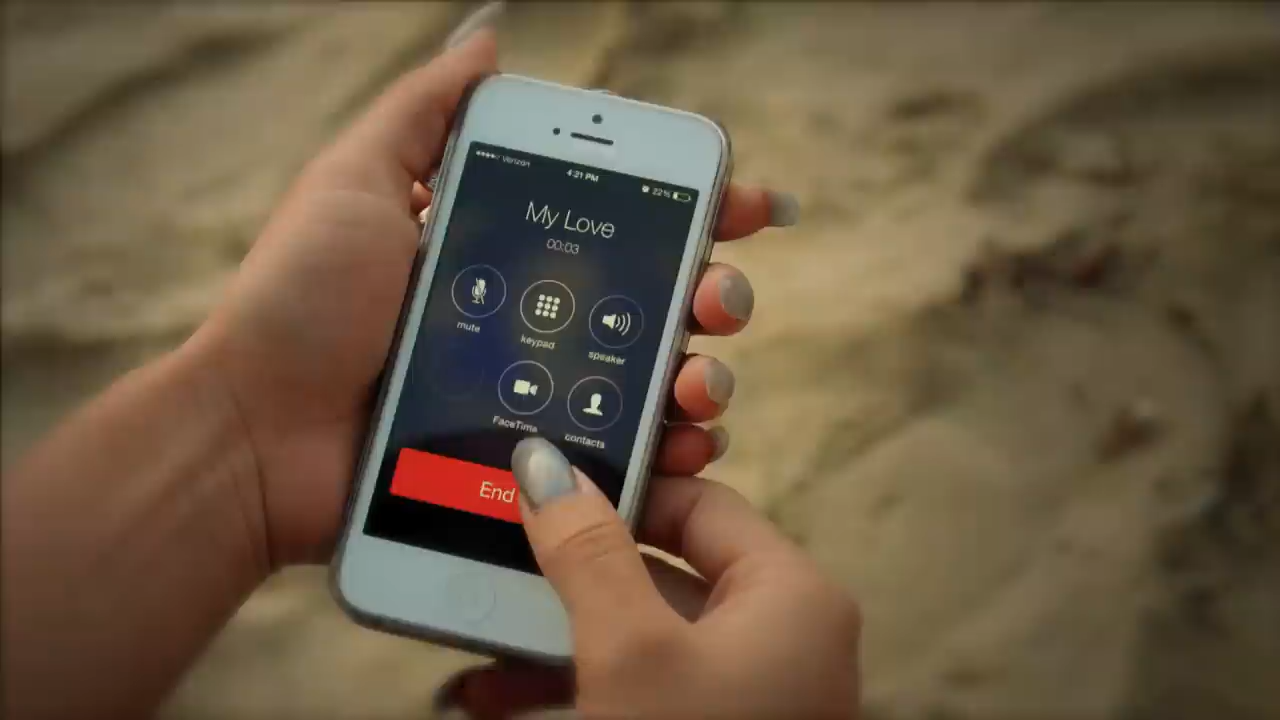 Verizon
4:21 PM
22%
My Love
00:03
mute
keypad
speaker
FaceTime
contacts
End